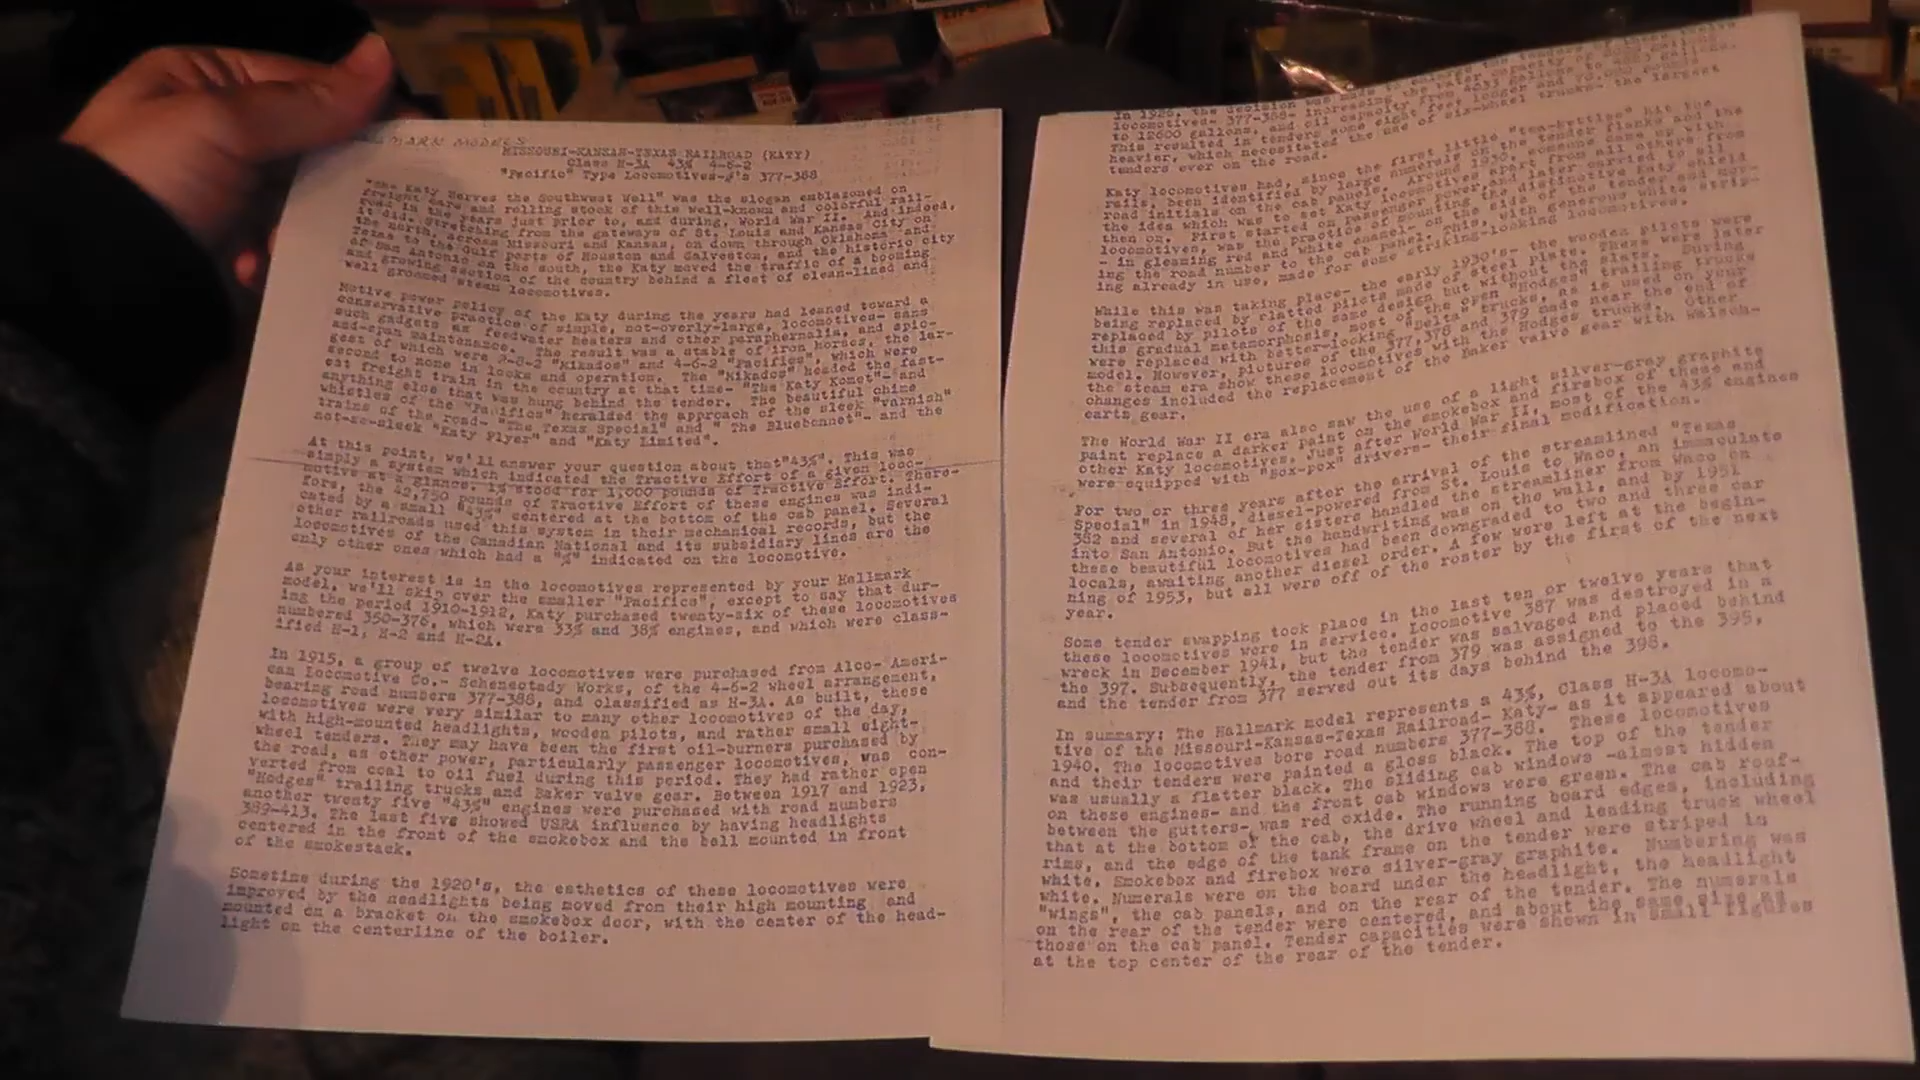 MISSOURI-KANSAS-TEXAS RAILROAD (KATY)
Class H-3A 43% 4-6-2
"Pacific" Type Locomotives-#'s 377-388
"The Katy Serves the Southwest Well" was the slogan emblazoned on
freight cars and rolling stock of this well-known and colorful rail-
road in the years just prior to, and during, World War II. And indeed,
it did. Stretching from the gateways of St. Louis and Kansas City on
the north, across Missouri and Kansas, on down through Oklahoma and
Texas to the Gulf ports of Houston and Galveston, and the historic city
of San Antonio on the south, the Katy moved the traffic of a booming
and growing section of the country behind a fleet of clean-lined and
well groomed steam locomotives.
Motive power policy of the Katy during the years had leaned toward a
conservative practice of simple, not-overly-large, locomotives- sans
such gadgets as feedwater heaters and other paraphernalia, and spic-
and-span maintenance. The result was a stable of iron horses, the lar-
gest of which were 2-8-2 "Mikados" and 4-6-2 "Pacifics", which were
second to none in looks and operation. The "Mikados" headed the fast-
est freight train in the country at that time- "The Katy Komet"- and
anything else that was hung behind the tender. The beautiful chime
whistles of the "Pacifics" heralded the approach of the sleek "varnish"
trains of the road- "The Texas Special" and " The Bluebonnet"- and the
not-so-sleek "Katy Flyer" and "Katy Limited".
At this point, we'll answer your question about that"43%". This was
simply a system which indicated the Tractive Effort of a given loco-
motive at a glance. 1% stood for 1,000 pounds of Tractive Effort. There-
fore, the 42,750 pounds of Tractive Effort of these engines was indi-
cated by a small "43%" centered at the bottom of the cab panel. Several
other railroads used this system in their mechanical records, but the
locomotives of the Canadian National and its subsidiary lines are the
only other ones which had a "%" indicated on the locomotive.
As your interest is in the locomotives represented by your Hallmark
model, we'll skip over the smaller "Pacifics", except to say that dur-
ing the period 1910-1912, Katy purchased twenty-six of these locomotives
numbered 350-376, which were 33% and 38% engines, and which were class-
ified H-1, H-2 and H-2A.
In 1915, a group of twelve locomotives were purchased from Alco- Ameri-
can Locomotive Co.- Schenectady Works, of the 4-6-2 wheel arrangement,
bearing road numbers 377-388, and classified as H-3A. As built, these
locomotives were very similar to many other locomotives of the day,
with high-mounted headlights, wooden pilots, and rather small eight-
wheel tenders. They may have been the first oil-burners purchased by
the road, as other power, particularly passenger locomotives, was con-
verted from coal to oil fuel during this period. They had rather open
"Hodges" trailing trucks and Baker valve gear. Between 1917 and 1923,
another twenty five "43%" engines were purchased with road numbers
389-413. The last five showed USRA influence by having headlights
centered in the front of the smokebox and the bell mounted in front
of the smokestack.
Sometime during the 1920's, the esthetics of these locomotives were
improved by the headlights being moved from their high mounting and
mounted on a bracket on the smokebox door, with the center of the head-
light on the centerline of the boiler.
In 1926, the decision was made to enlarge the tenders of these twelve
locomotives- 377-388- increasing the water capacity of
to 12600 gallons, and oil capacity from 4033 gallons to
This resulted in tenders some eight feet longer and
heavier, which necessitated the use of six-wheel trucks- the largest
tenders ever on the road.
Katy locomotives had, since the first little "tea-kettles" hit the
rails, been identified by large numerals on the tender flanks and the
road initials on the cab panels. Around 1930, someone came up with
the idea which was to set Katy locomotives apart from all others from
then on. First started on passenger power, and later carried to all
locomotives, was the practice of mounting the distinctive Katy shield
- in gleaming red and white enamel- on the side of the tender and mov-
ing the road number to the cab panel. This, with generous white strip-
ing already in use, made for some striking-looking locomotives.
While this was taking place- the early 1930's- the wooden pilots were
being replaced by slatted pilots made of steel plate. These were later
replaced by pilots of the same design but without the slats. During
this gradual metamorphosis, most of the open "Hodges" trailing trucks
were replaced with better-looking "Delta" trucks, as is used on your
model. However, pictures of the 377, 378 and 379 made near the end of
the steam era show these locomotives with the Hodges trucks. Other
changes included the replacement of the Baker valve gear with Walsch-
earts gear.
The World War II era also saw the use of a light silver-gray graphite
paint replace a darker paint on the smokebox and firebox of these and
other Katy locomotives. Just after World War II, most of the 43% engines
were equipped with "Box-pox" drivers- their final modification.
For two or three years after the arrival of the streamlined "Texas
Special" in 1948, diesel-powered from St. Louis to Waco, an immaculate
382 and several of her sisters handled the streamliner from Waco on
into San Antonio. But the handwriting was on the wall, and by 1951
these beautiful locomotives had been downgraded to two and three car
locals, awaiting another diesel order. A few were left at the begin-
ning of 1953, but all were off of the roster by the first of the next
year.
Some tender swapping took place in the last ten or twelve years that
these locomotives were in service. Locomotive 387 was destroyed in a
wreck in December 1941, but the tender was salvaged and placed behind
the 397. Subsequently, the tender from 379 was assigned to the 395,
and the tender from 377 served out its days behind the 398.
In summary: The Hallmark model represents a 43%, Class H-3A locomo-
tive of the Missouri-Kansas-Texas Railroad- Katy- as it appeared about
1940. The locomotives bore road numbers 377-388. These locomotives
and their tenders were painted a gloss black. The top of the tender
was usually a flatter black. The sliding cab windows -almost hidden
on these engines- and the front cab windows were green. The cab roof-
between the gutters- was red oxide. The running board edges, including
that at the bottom of the cab, the drive wheel and leading truck wheel
rims, and the edge of the tank frame on the tender were striped in
white. Smokebox and firebox were silver-gray graphite. Numbering was
white. Numerals were on the board under the headlight, the headlight
"wings", the cab panels, and on the rear of the tender. The numerals
on the rear of the tender were centered, and about the same size as
those on the cab panel. Tender capacities were shown in small figures
at the top center of the rear of the tender.